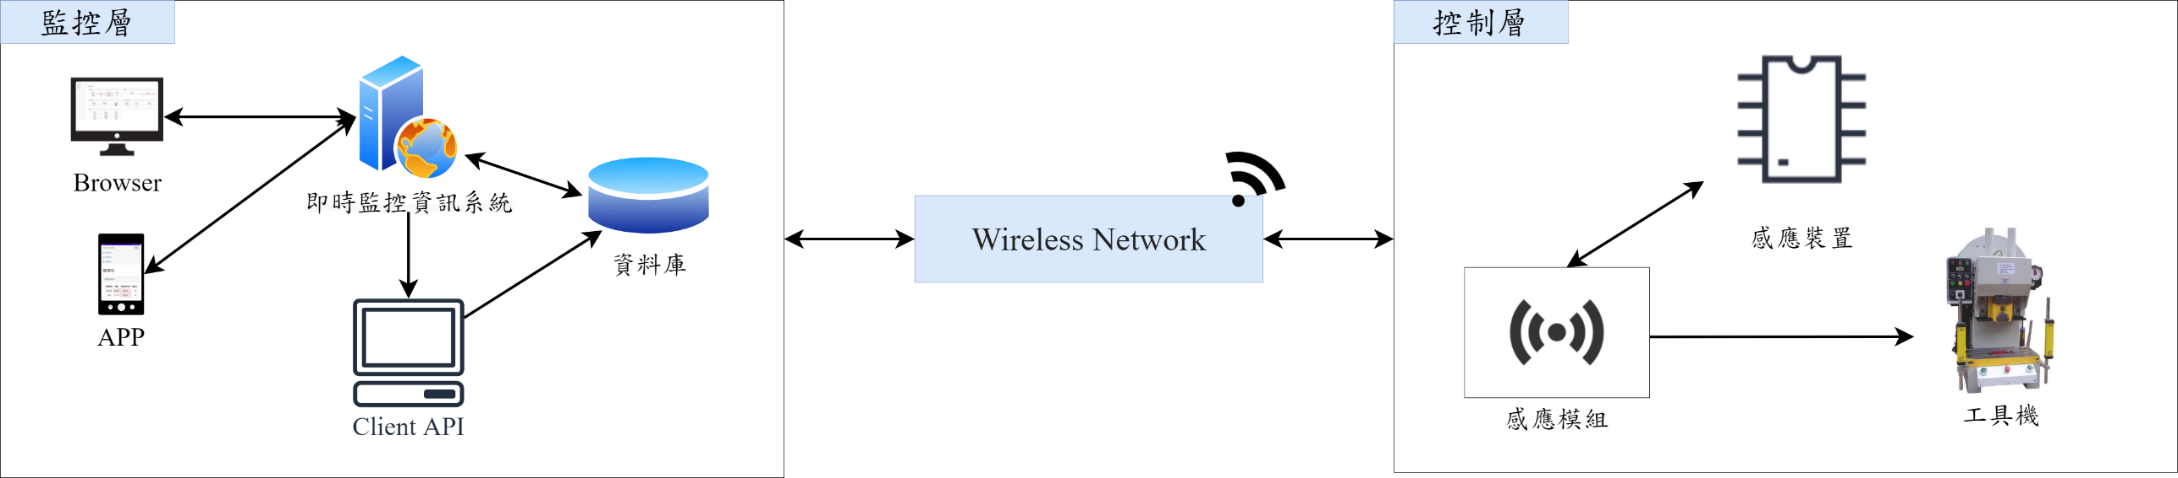 監控層
Browser
APP
即時監控資訊系統
資料庫
Client API
Wireless Network
控制層
感應裝置
感應模組
工具機